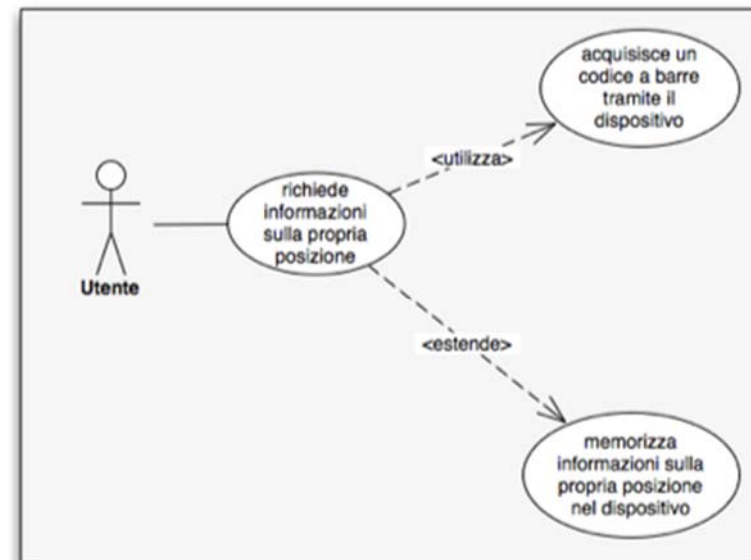 acquisisce un
codice a barre
tramite il
dispositivo
<utilizza>
richiede
informazioni
sulla propria
posizione
Utente
<estende>
memorizza
informazioni sulla
propria posizione
nel dispositivo